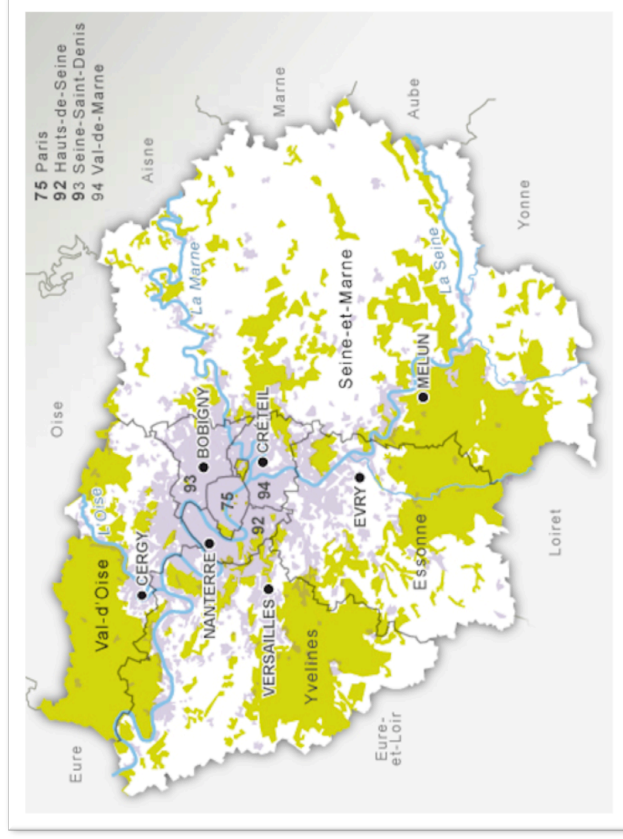 75 Paris
92 Hauts-de-Seine
93 Seine-Saint-Denis
94 Val-de-Marne
Oise
Aisne
Marne
Aube
Yonne
Loiret
Eure-
et-Loir
Eure
Val-d'Oise
L'Oise
CERGY
93
BOBIGNY
La Marne
75
NANTERRE
92
94
CRÉTEIL
VERSAILLES
Yvelines
Seine-et-Marne
EVRY
Essonne
MELUN
La Seine